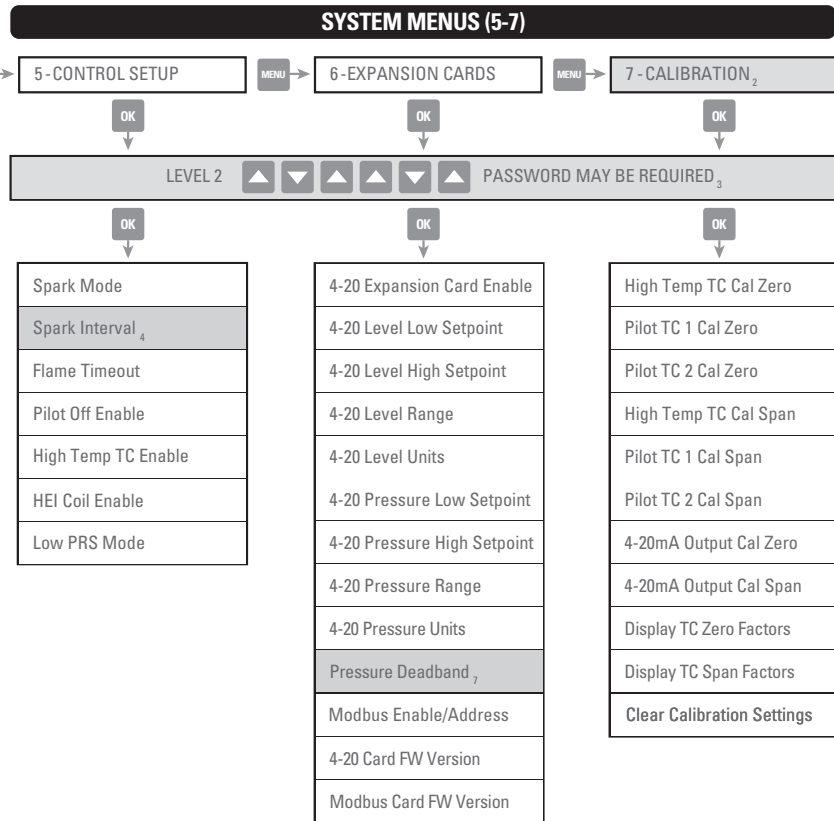 SYSTEM MENUS (5-7)
5 - CONTROL SETUP
MENU
6 - EXPANSION CARDS
MENU
7 - CALIBRATION 2
OK
OK
OK
LEVEL 2
PASSWORD MAY BE REQUIRED 3
OK
OK
OK
Spark Mode
Spark Interval 4
Flame Timeout
Pilot Off Enable
High Temp TC Enable
HEI Coil Enable
Low PRS Mode
4-20 Expansion Card Enable
4-20 Level Low Setpoint
4-20 Level High Setpoint
4-20 Level Range
4-20 Level Units
4-20 Pressure Low Setpoint
4-20 Pressure High Setpoint
4-20 Pressure Range
4-20 Pressure Units
Pressure Deadband 7
Modbus Enable/Address
4-20 Card FW Version
Modbus Card FW Version
High Temp TC Cal Zero
Pilot TC 1 Cal Zero
Pilot TC 2 Cal Zero
High Temp TC Cal Span
Pilot TC 1 Cal Span
Pilot TC 2 Cal Span
4-20mA Output Cal Zero
4-20mA Output Cal Span
Display TC Zero Factors
Display TC Span Factors
Clear Calibration Settings